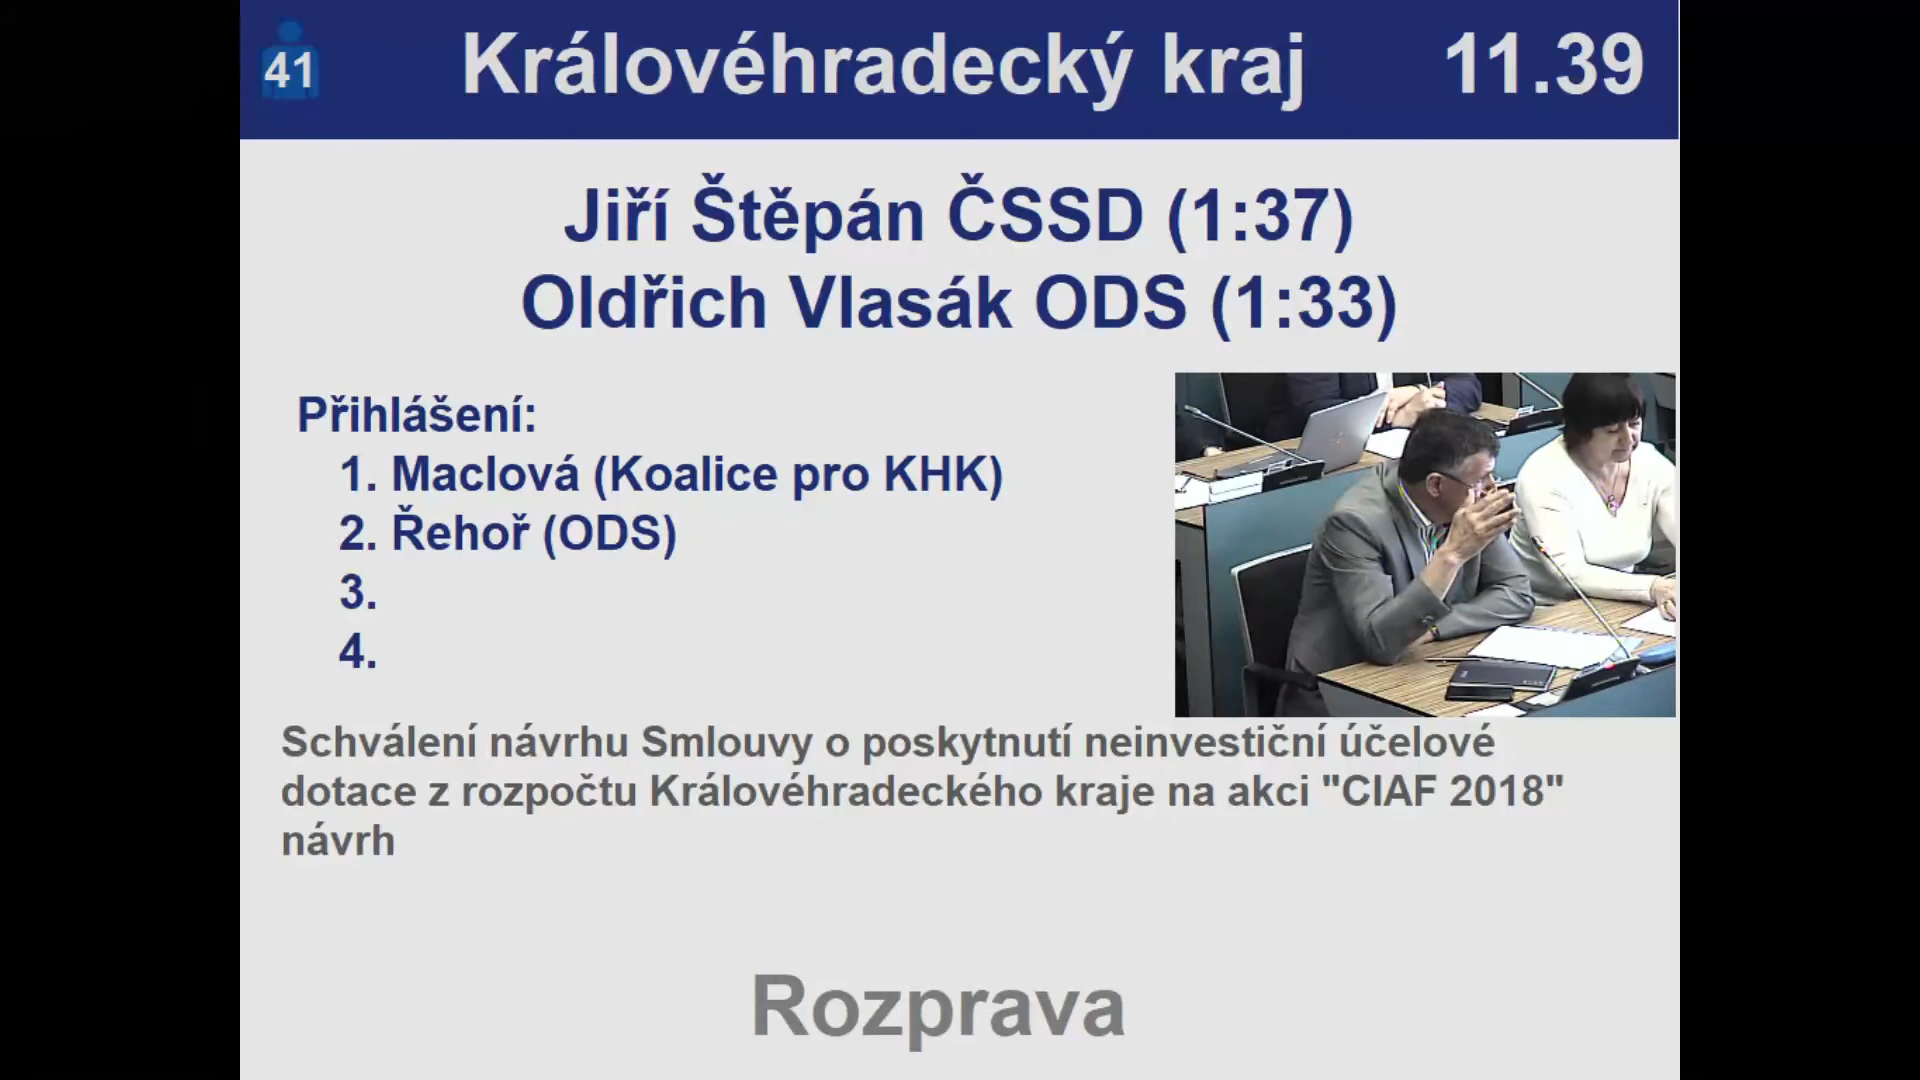 41
Královéhradecký kraj
11.39
Jiří Štěpán ČSSD (1:37)
Oldřich Vlasák ODS (1:33)
Přihlášení:
1. Maclová (Koalice pro KHK)
2. Řehoř (ODS)
3.
4.
Schválení návrhu Smlouvy o poskytnutí neinvestiční účelové
dotace z rozpočtu Královéhradeckého kraje na akci "CIAF 2018"
návrh
Rozprava